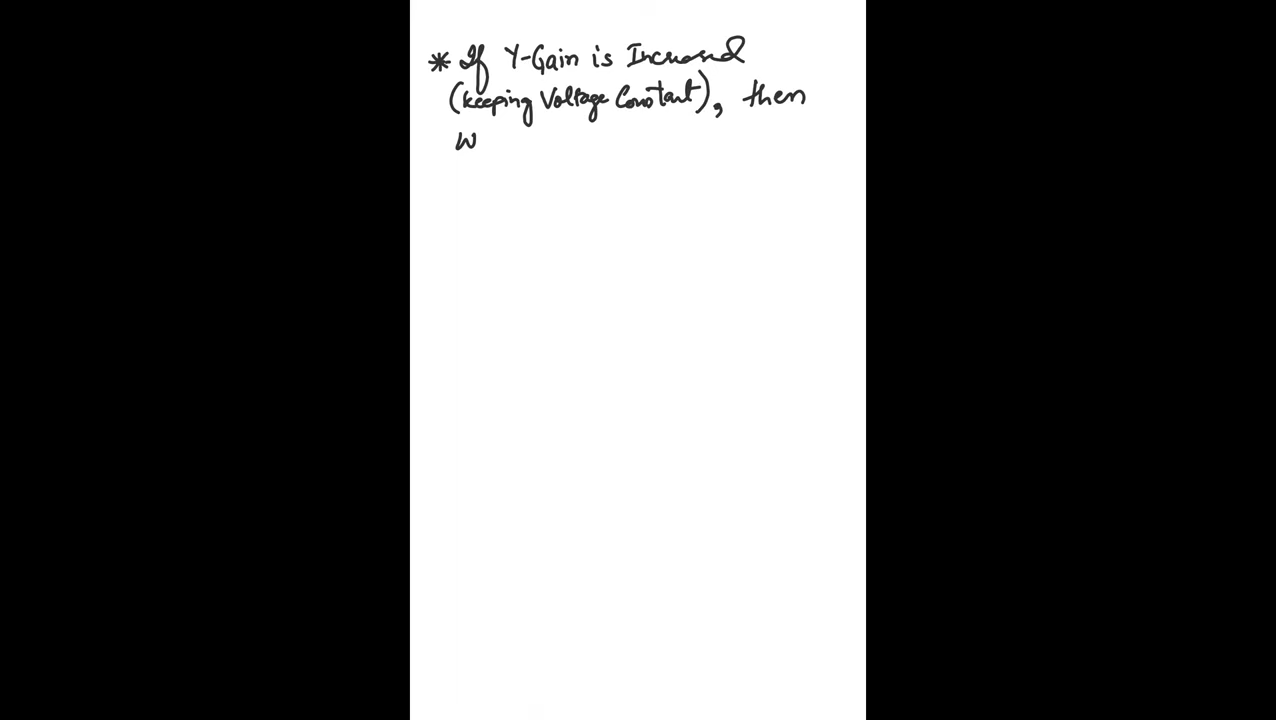 * If Y-Gain is Increased
(keeping Voltage Constant), then
w